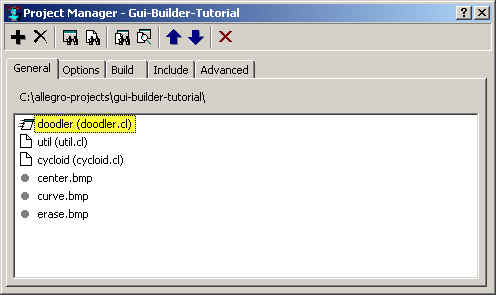 Project Manager - Gui-Builder-Tutorial
General Options Build Include Advanced
C:\allegro-projects\gui-builder-tutorial\
doodler (doodler.cl)
util (util.cl)
cycloid (cycloid.cl)
center.bmp
curve.bmp
erase.bmp